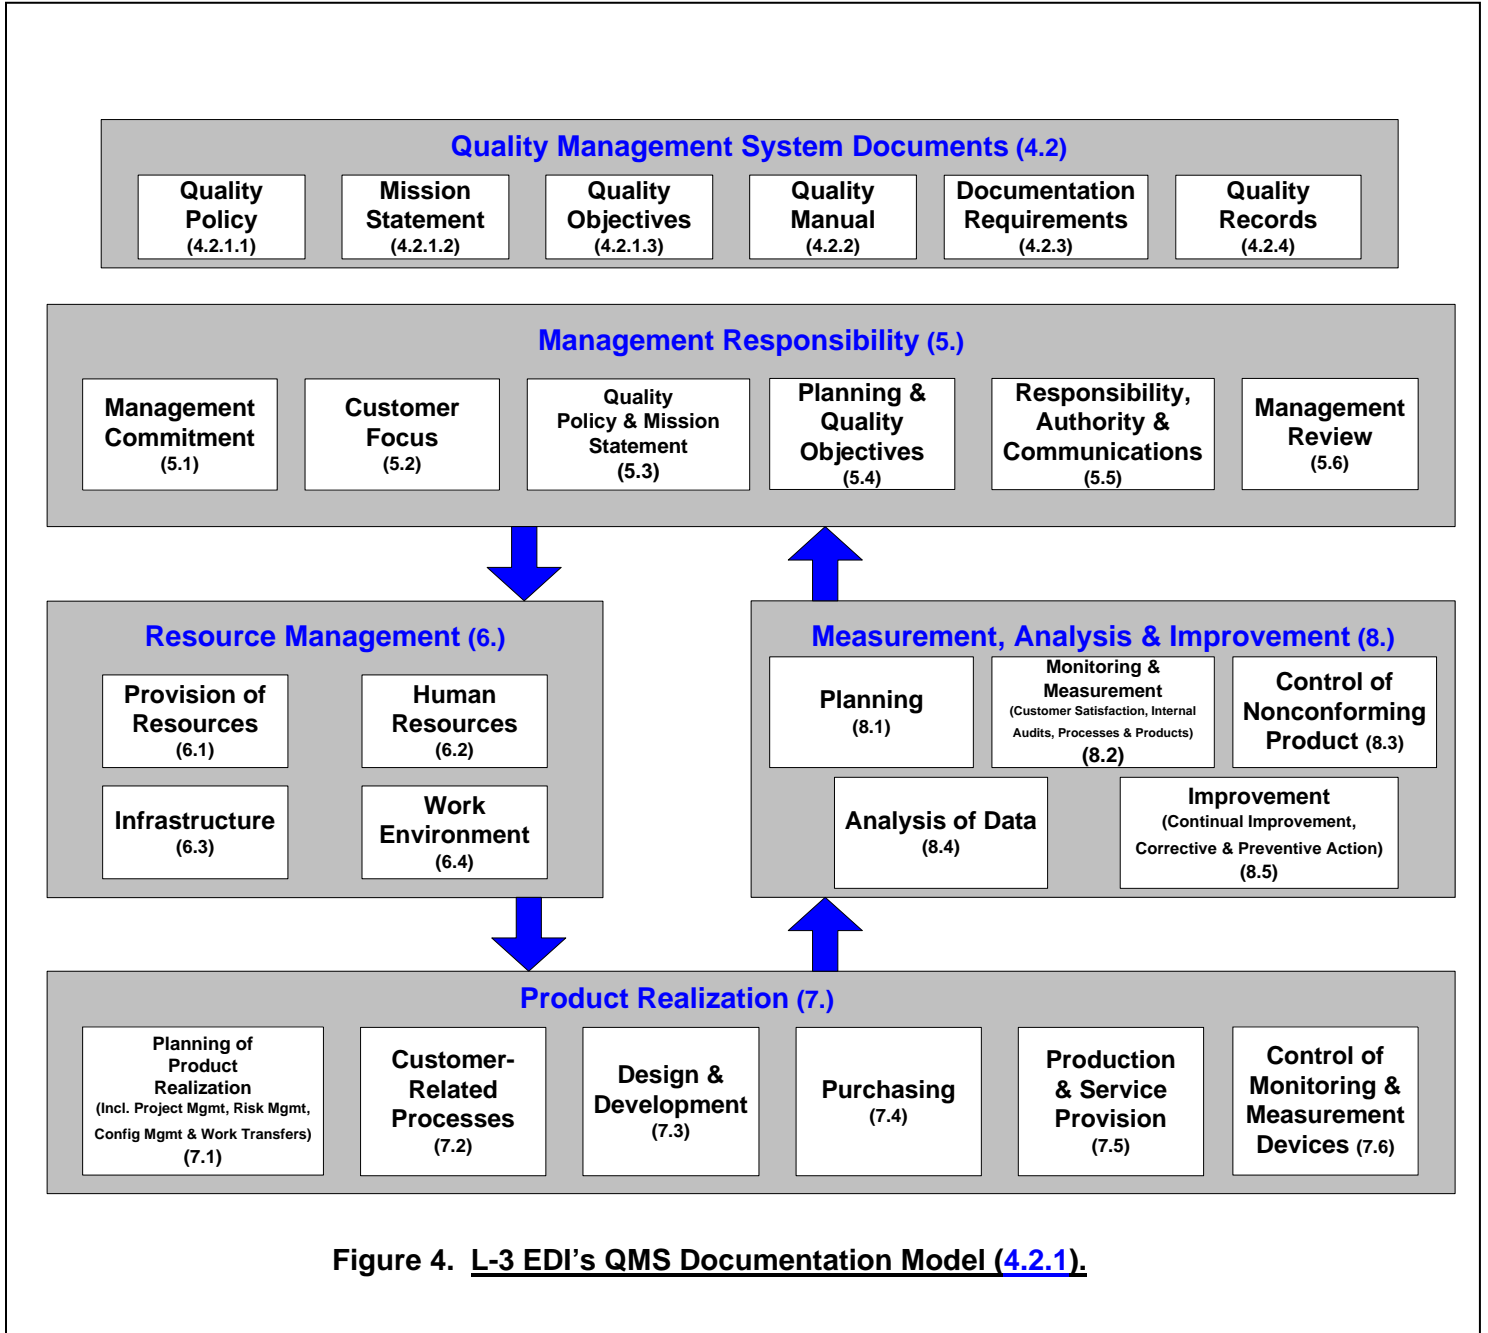 Quality Management System Documents (4.2)
Quality
Policy
(4.2.1.1)
Mission
Statement
(4.2.1.2)
Quality
Objectives
(4.2.1.3)
Quality
Manual
(4.2.2)
Documentation
Requirements
(4.2.3)
Quality
Records
(4.2.4)
Management Responsibility (5.)
Management
Commitment
(5.1)
Customer
Focus
(5.2)
Quality
Policy & Mission
Statement
(5.3)
Planning &
Quality
Objectives
(5.4)
Responsibility,
Authority &
Communications
(5.5)
Management
Review
(5.6)
Resource Management (6.)
Provision of
Resources
(6.1)
Human
Resources
(6.2)
Infrastructure
(6.3)
Work
Environment
(6.4)
Measurement, Analysis & Improvement (8.)
Planning
(8.1)
Monitoring &
Measurement
(Customer Satisfaction, Internal
Audits, Processes & Products)
(8.2)
Control of
Nonconforming
Product (8.3)
Analysis of Data
(8.4)
Improvement
(Continual Improvement,
Corrective & Preventive Action)
(8.5)
Product Realization (7.)
Planning of
Product
Realization
(Incl. Project Mgmt, Risk Mgmt,
Config Mgmt & Work Transfers)
(7.1)
Customer-
Related
Processes
(7.2)
Design &
Development
(7.3)
Purchasing
(7.4)
Production
& Service
Provision
(7.5)
Control of
Monitoring &
Measurement
Devices (7.6)
Figure 4. L-3 EDI’s QMS Documentation Model (4.2.1).